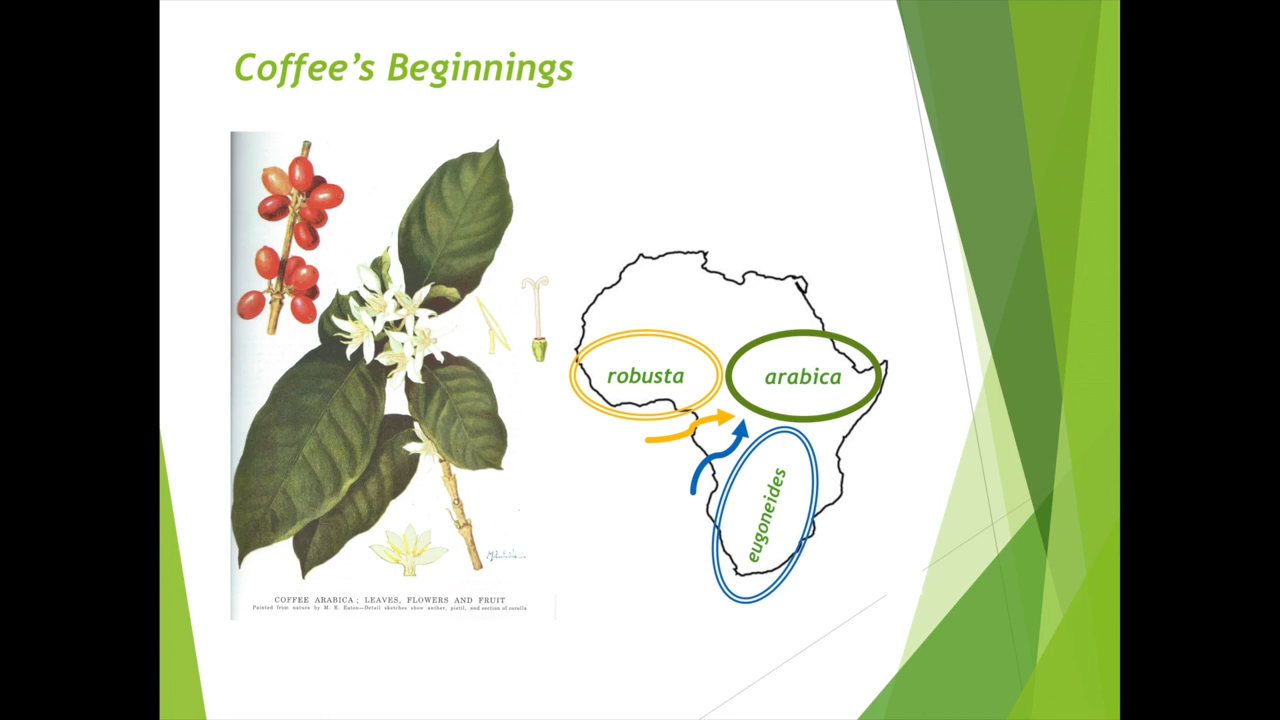 Coffee’s Beginnings
robusta
arabica
eugoneides
COFFEE ARABICA ; LEAVES, FLOWERS AND FRUIT
Painted from nature by M. E. Eaton—Detail sketches show anther, pistil, and section of corolla